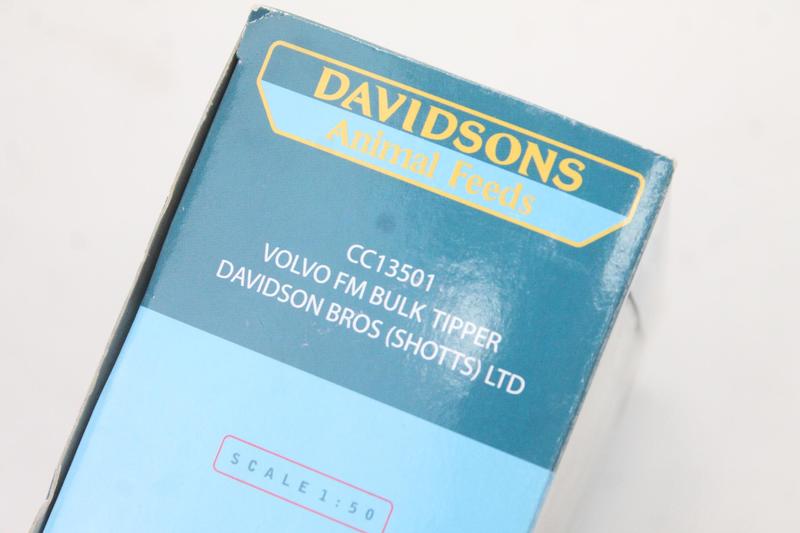 DAVIDSONS
Animal Feeds
CC13501
VOLVO FM BULK TIPPER
DAVIDSON BROS (SHOTTS) LTD
SCALE 1:50